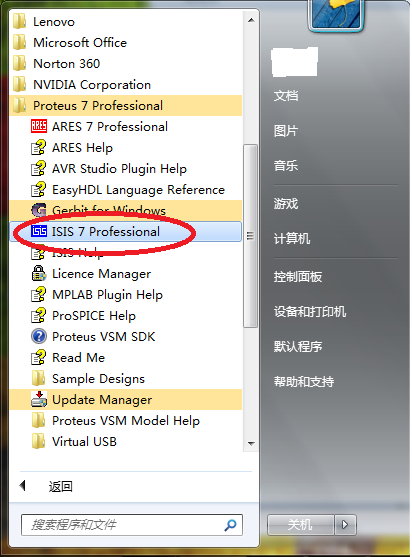 Lenovo
Microsoft Office
Norton 360
NVIDIA Corporation
Proteus 7 Professional
ARES 7 Professional
ARES Help
AVR Studio Plugin Help
EasyHDL Language Reference
Gerbit for Windows
ISIS 7 Professional
ISIS Help
Licence Manager
MPLAB Plugin Help
ProSPICE Help
Proteus VSM SDK
Read Me
Sample Designs
Update Manager
Proteus VSM Model Help
Virtual USB
返回
搜索程序和文件
文档
图片
音乐
游戏
计算机
控制面板
设备和打印机
默认程序
帮助和支持
关机